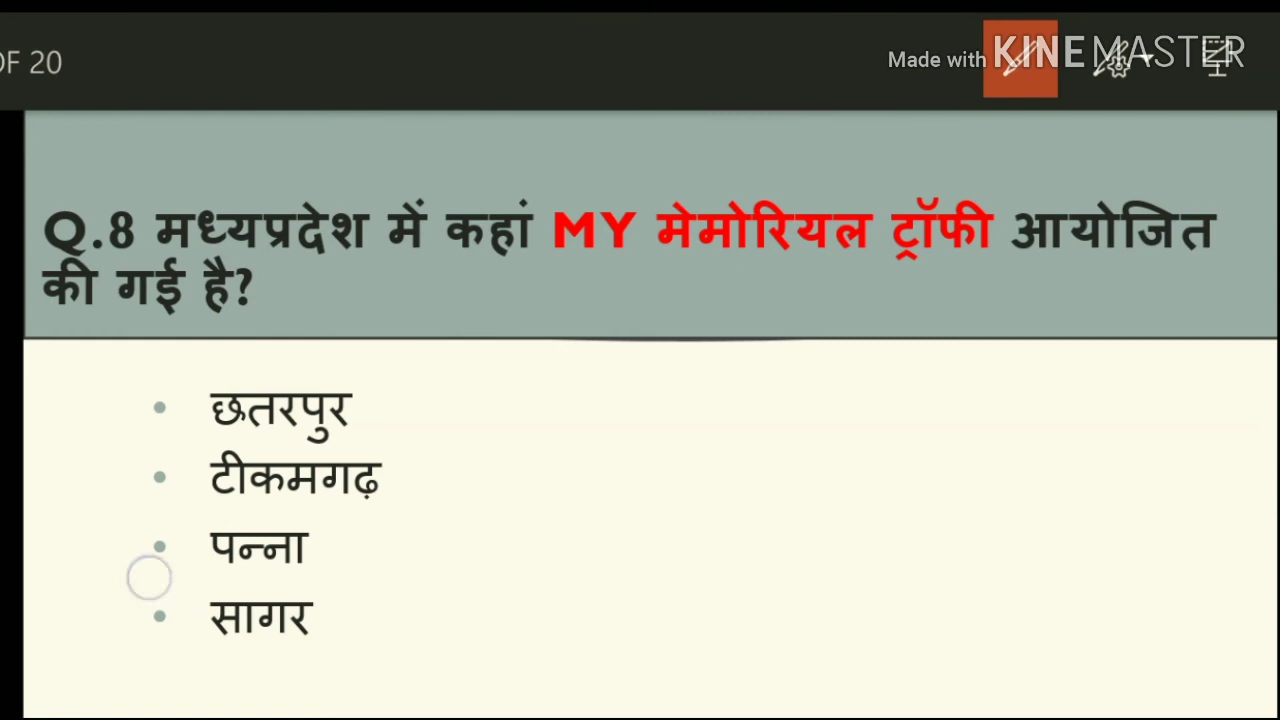 OF 20
Made with KINEMASTER
Q.8 मध्यप्रदेश में कहां MY मेमोरियल ट्रॉफी आयोजित
की गई है?
• छतरपुर
• टीकमगढ़
• पन्ना
• सागर